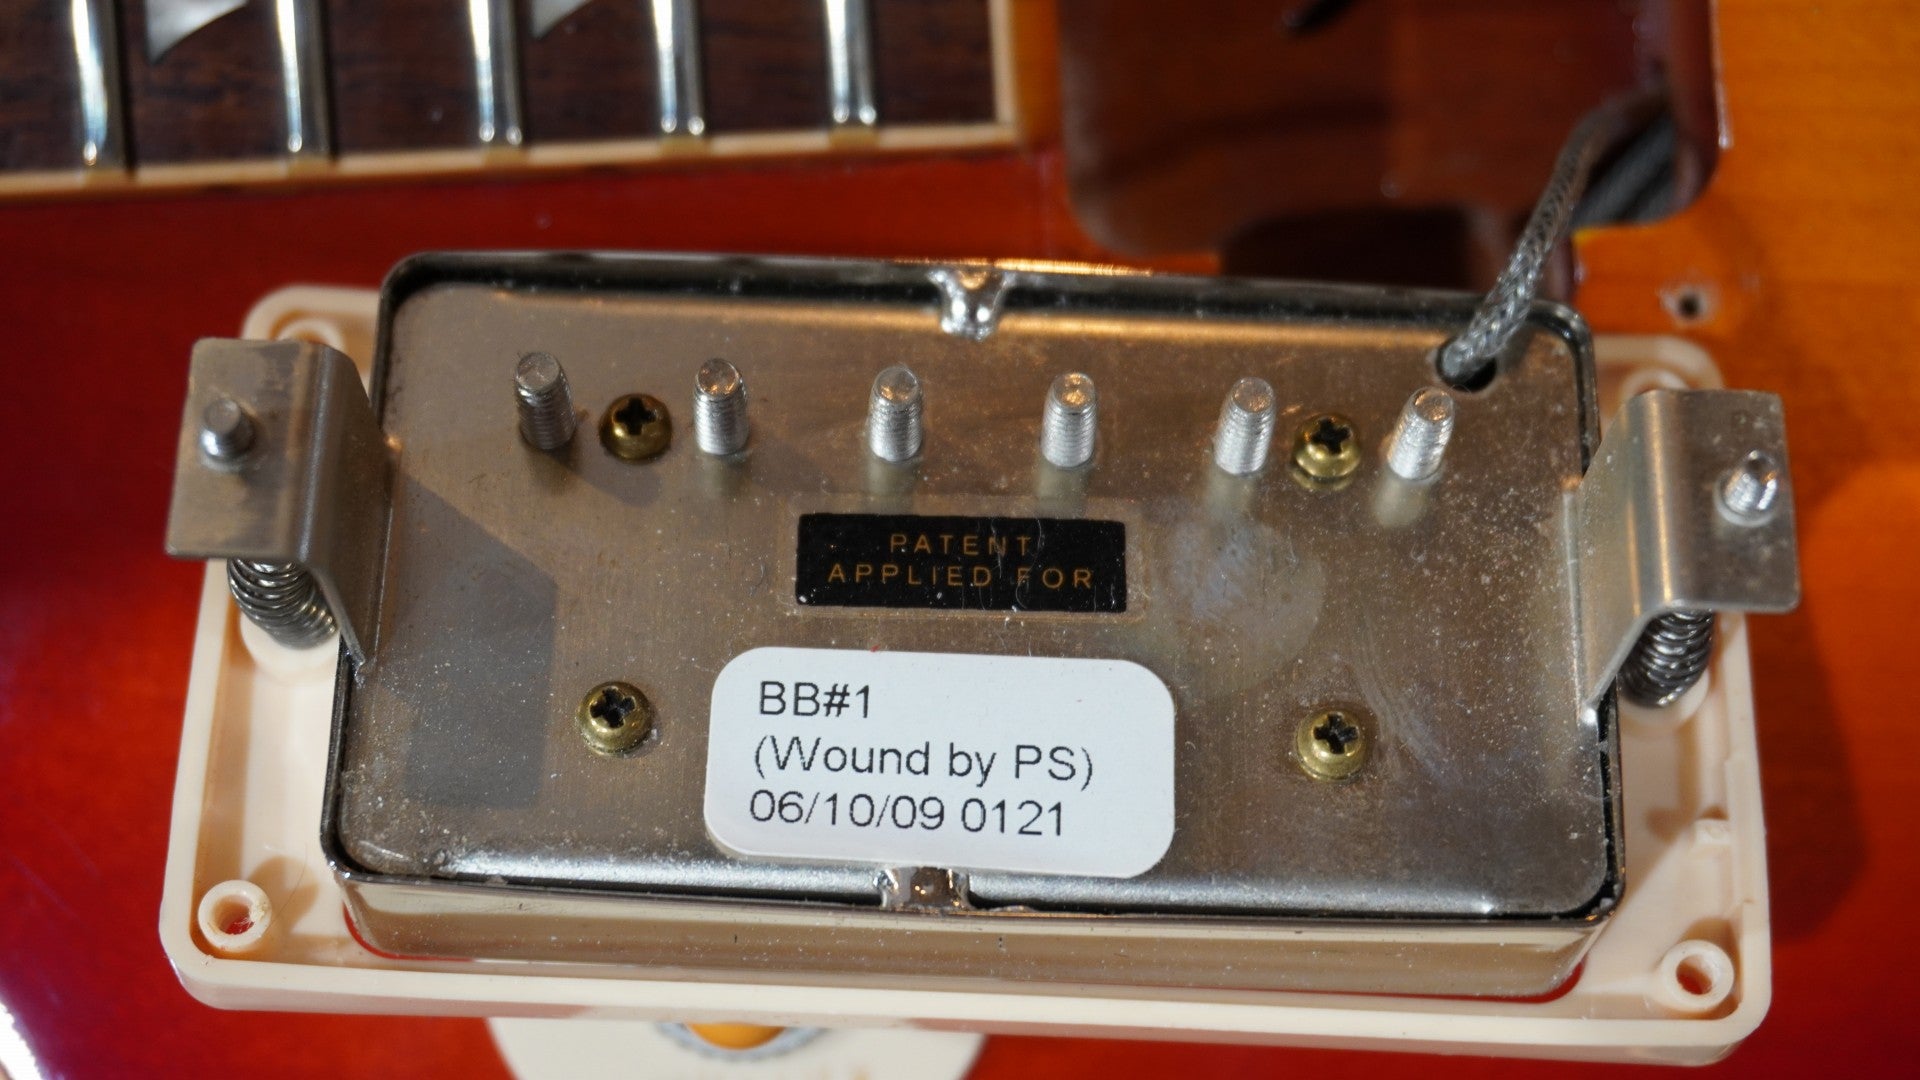 PATENT
APPLIED FOR
BB#1
(Wound by PS)
06/10/09 0121